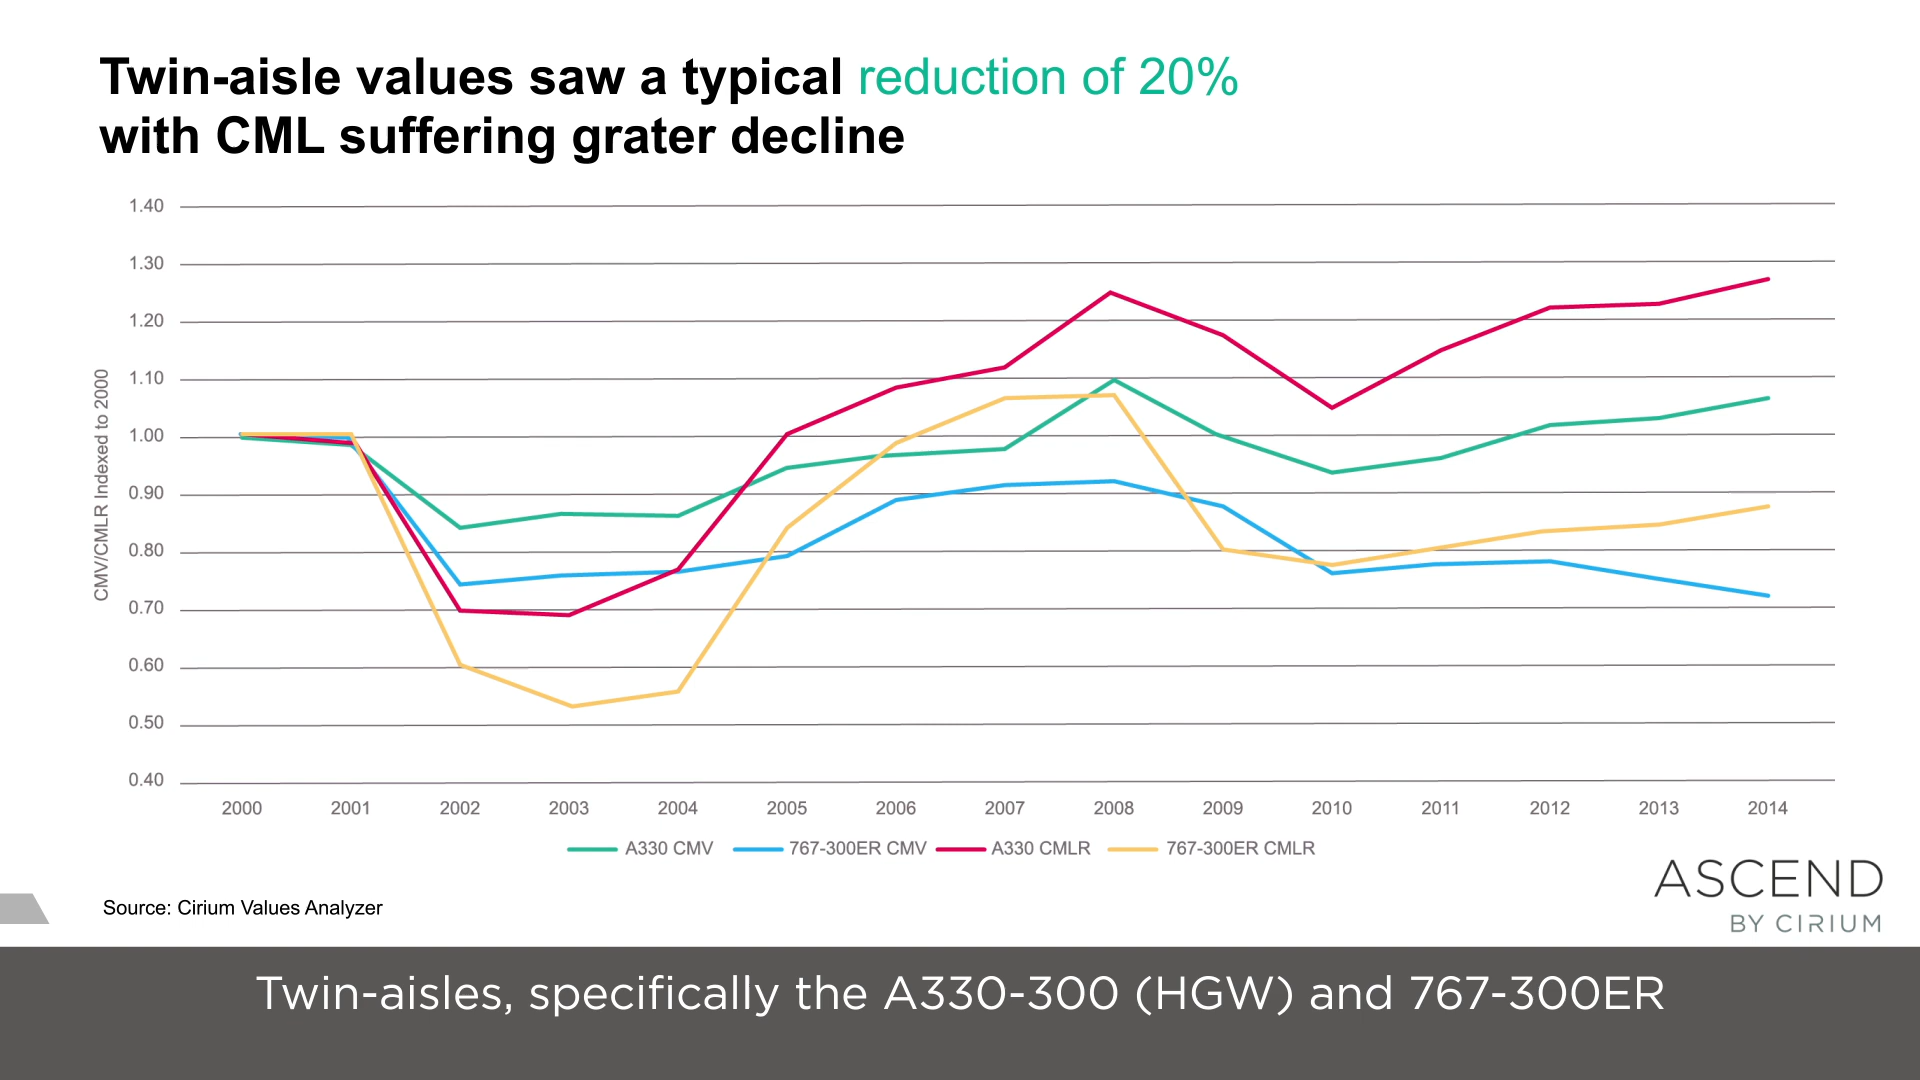 Twin-aisle values saw a typical reduction of 20%
with CML suffering grater decline
CMV/CMLR Indexed to 2000
1.40
1.30
1.20
1.10
1.00
0.90
0.80
0.70
0.60
0.50
0.40
2000 2001 2002 2003 2004 2005 2006 2007 2008 2009 2010 2011 2012 2013 2014
A330 CMV 767-300ER CMV A330 CMLR 767-300ER CMLR
Source: Cirium Values Analyzer
ASCEND
BY CIRIUM
Twin-aisles, specifically the A330-300 (HGW) and 767-300ER